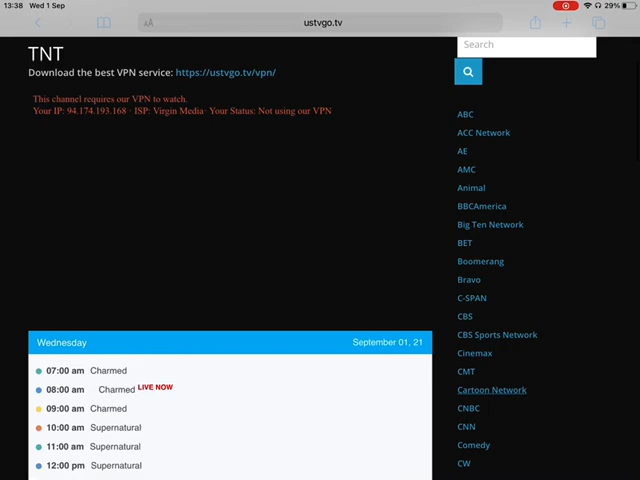 13:38 Wed 1 Sep
29%
AA
ustvgo.tv
TNT
Download the best VPN service: https://ustvgo.tv/vpn/
This channel requires our VPN to watch.
Your IP: 94.174.193.168 · ISP: Virgin Media· Your Status: Not using our VPN
Wednesday
September 01, 21
07:00 am Charmed
08:00 am Charmed LIVE NOW
09:00 am Charmed
10:00 am Supernatural
11:00 am Supernatural
12:00 pm Supernatural
Search
ABC
ACC Network
AE
AMC
Animal
BBCAmerica
Big Ten Network
BET
Boomerang
Bravo
C-SPAN
CBS
CBS Sports Network
Cinemax
CMT
Cartoon Network
CNBC
CNN
Comedy
CW